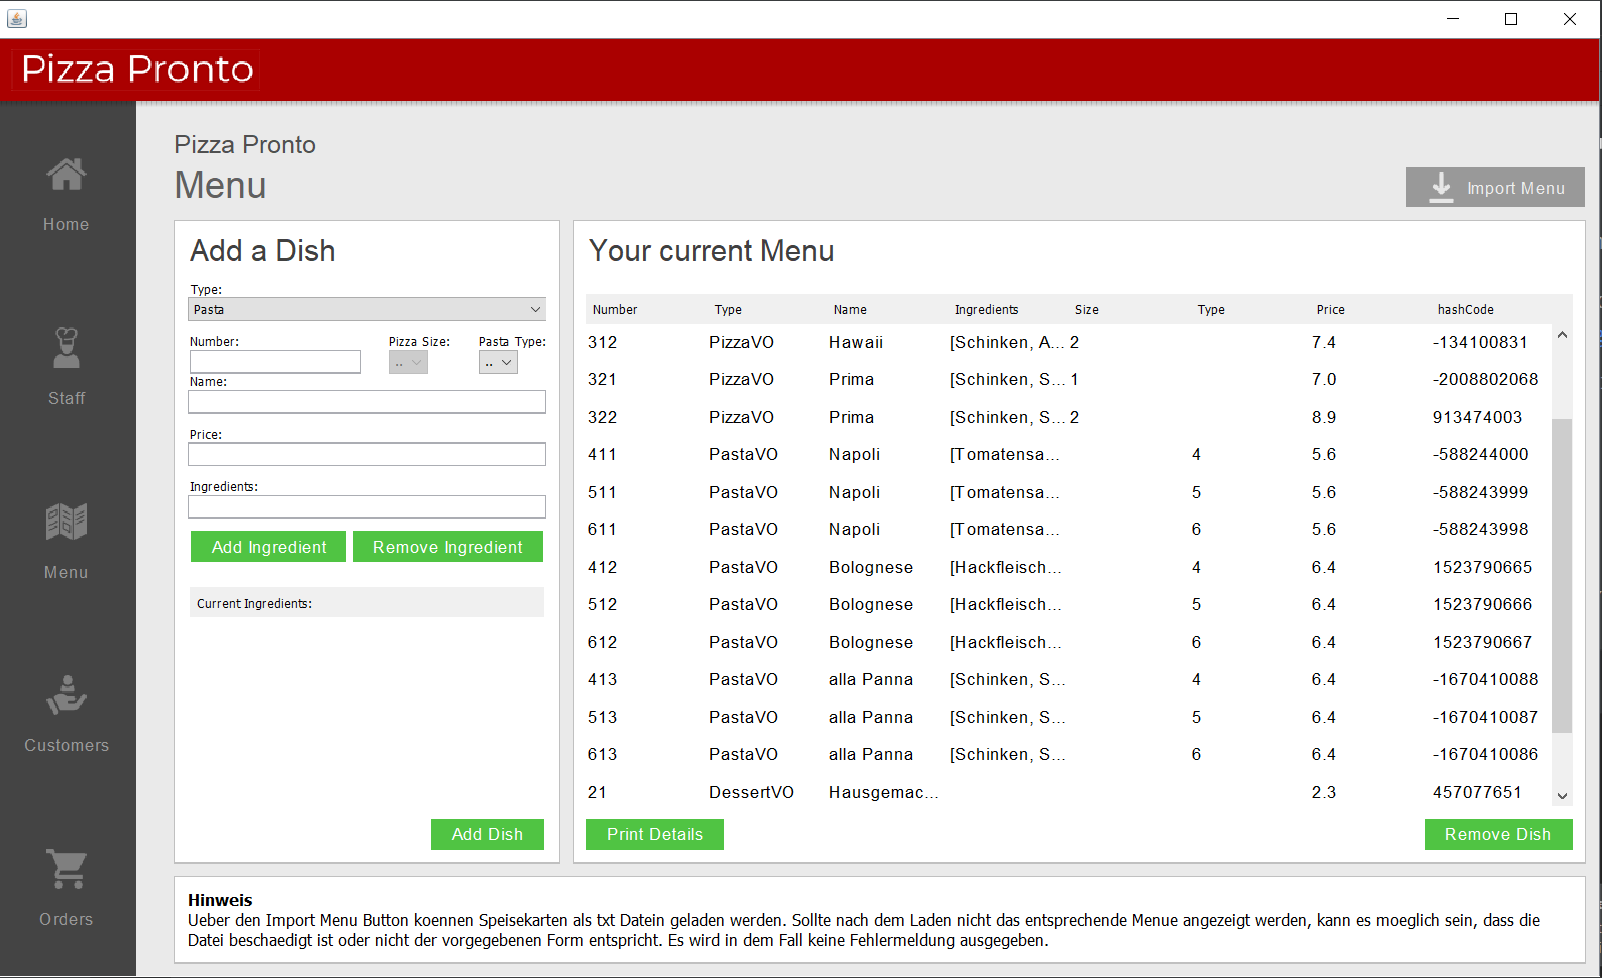 Pizza Pronto
Home
Staff
Menu
Customers
Orders
Pizza Pronto
Menu
Import Menu
Add a Dish
Type:
Pasta
Number: Pizza Size: Pasta Type:
.. ..
Name:
Price:
Ingredients:
Add Ingredient Remove Ingredient
Current Ingredients:
Add Dish
Your current Menu
Number Type Name Ingredients Size Type Price hashCode
312 PizzaVO Hawaii [Schinken, A... 2 7.4 -134100831
321 PizzaVO Prima [Schinken, S... 1 7.0 -2008802068
322 PizzaVO Prima [Schinken, S... 2 8.9 913474003
411 PastaVO Napoli [Tomatensa... 4 5.6 -588244000
511 PastaVO Napoli [Tomatensa... 5 5.6 -588243999
611 PastaVO Napoli [Tomatensa... 6 5.6 -588243998
412 PastaVO Bolognese [Hackfleisch... 4 6.4 1523790665
512 PastaVO Bolognese [Hackfleisch... 5 6.4 1523790666
612 PastaVO Bolognese [Hackfleisch... 6 6.4 1523790667
413 PastaVO alla Panna [Schinken, S... 4 6.4 -1670410088
513 PastaVO alla Panna [Schinken, S... 5 6.4 -1670410087
613 PastaVO alla Panna [Schinken, S... 6 6.4 -1670410086
21 DessertVO Hausgemac... 2.3 457077651
Print Details Remove Dish
Hinweis
Ueber den Import Menu Button koennen Speisekarten als txt Datein geladen werden. Sollte nach dem Laden nicht das entsprechende Menue angezeigt werden, kann es moeglich sein, dass die
Datei beschaedigt ist oder nicht der vorgegebenen Form entspricht. Es wird in dem Fall keine Fehlermeldung ausgegeben.